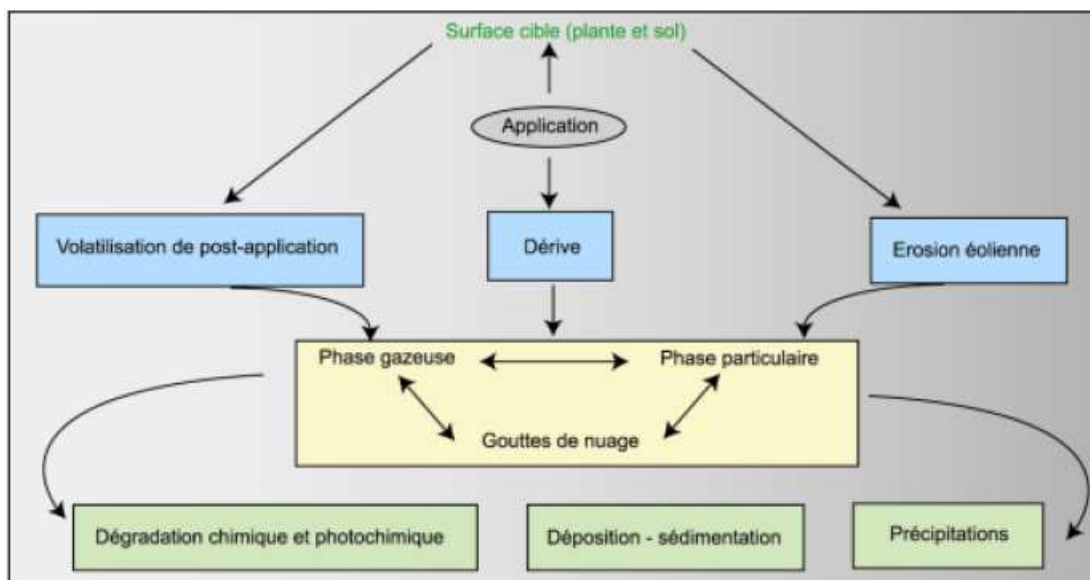 Surface cible (plante et sol)
Application
Volatilisation de post-application
Dérive
Erosion éolienne
Phase gazeuse
Phase particulaire
Gouttes de nuage
Dégradation chimique et photochimique
Déposition - sédimentation
Précipitations